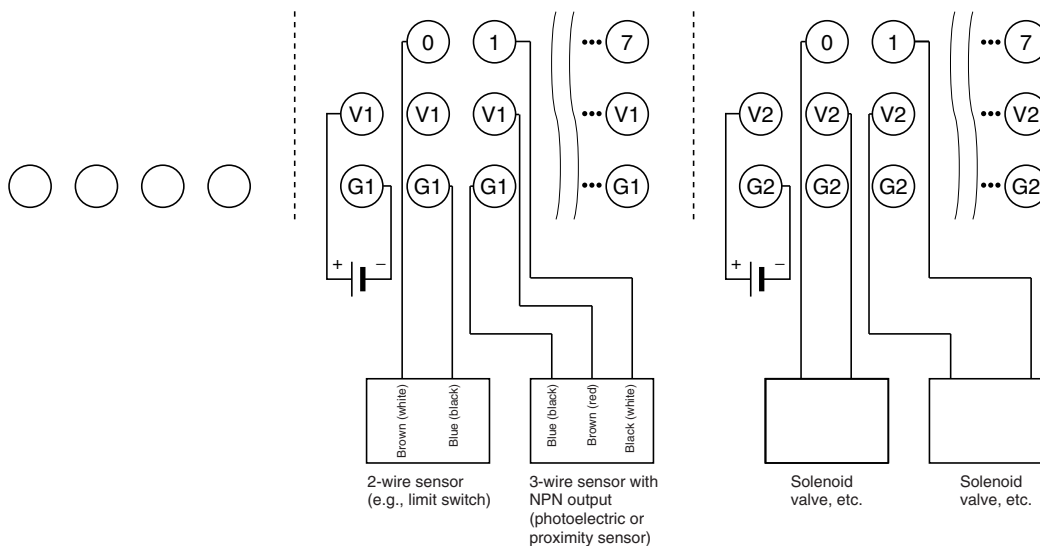 0 1 ••• 7
V1 V1 V1 ••• V1
G1 G1 G1 ••• G1
+ −
Brown (white)
Blue (black)
Blue (black)
Brown (red)
Black (white)
2-wire sensor
(e.g., limit switch)
3-wire sensor with
NPN output
(photoelectric or
proximity sensor)
0 1 ••• 7
V2 V2 V2 ••• V2
G2 G2 G2 ••• G2
+ −
Solenoid
valve, etc.
Solenoid
valve, etc.